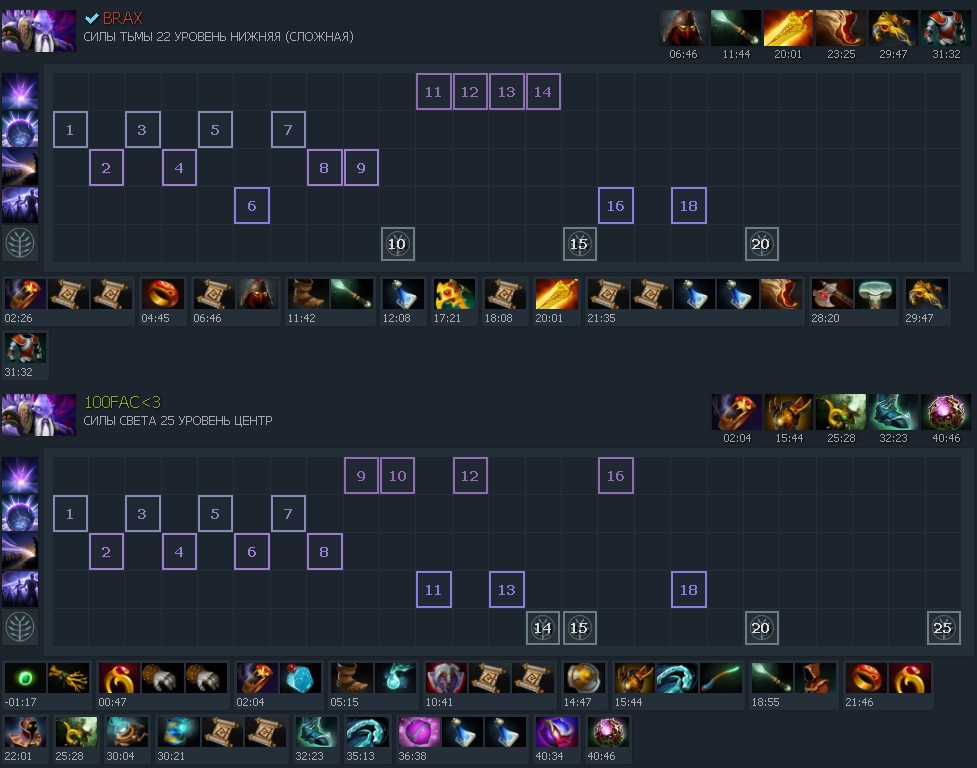 BRAX
СИЛЫ ТЬМЫ 22 УРОВЕНЬ НИЖНЯЯ (СЛОЖНАЯ)
06:46 11:44 20:01 23:25 29:47 31:32
11 12 13 14
1 3 5 7
2 4 8 9
6 16 18
10 15 20
02:26 04:45 06:46 11:42 12:08 17:21 18:08 20:01 21:35 28:20 29:47
31:32
100FAC<3
СИЛЫ СВЕТА 25 УРОВЕНЬ ЦЕНТР
02:04 15:44 25:28 32:23 40:46
9 10 12 16
1 3 5 7
2 4 6 8
11 13 18
14 15 20 25
-01:17 00:47 02:04 05:15 10:41 14:47 15:44 18:55 21:46
22:01 25:28 30:04 30:21 32:23 35:13 36:38 40:34 40:46